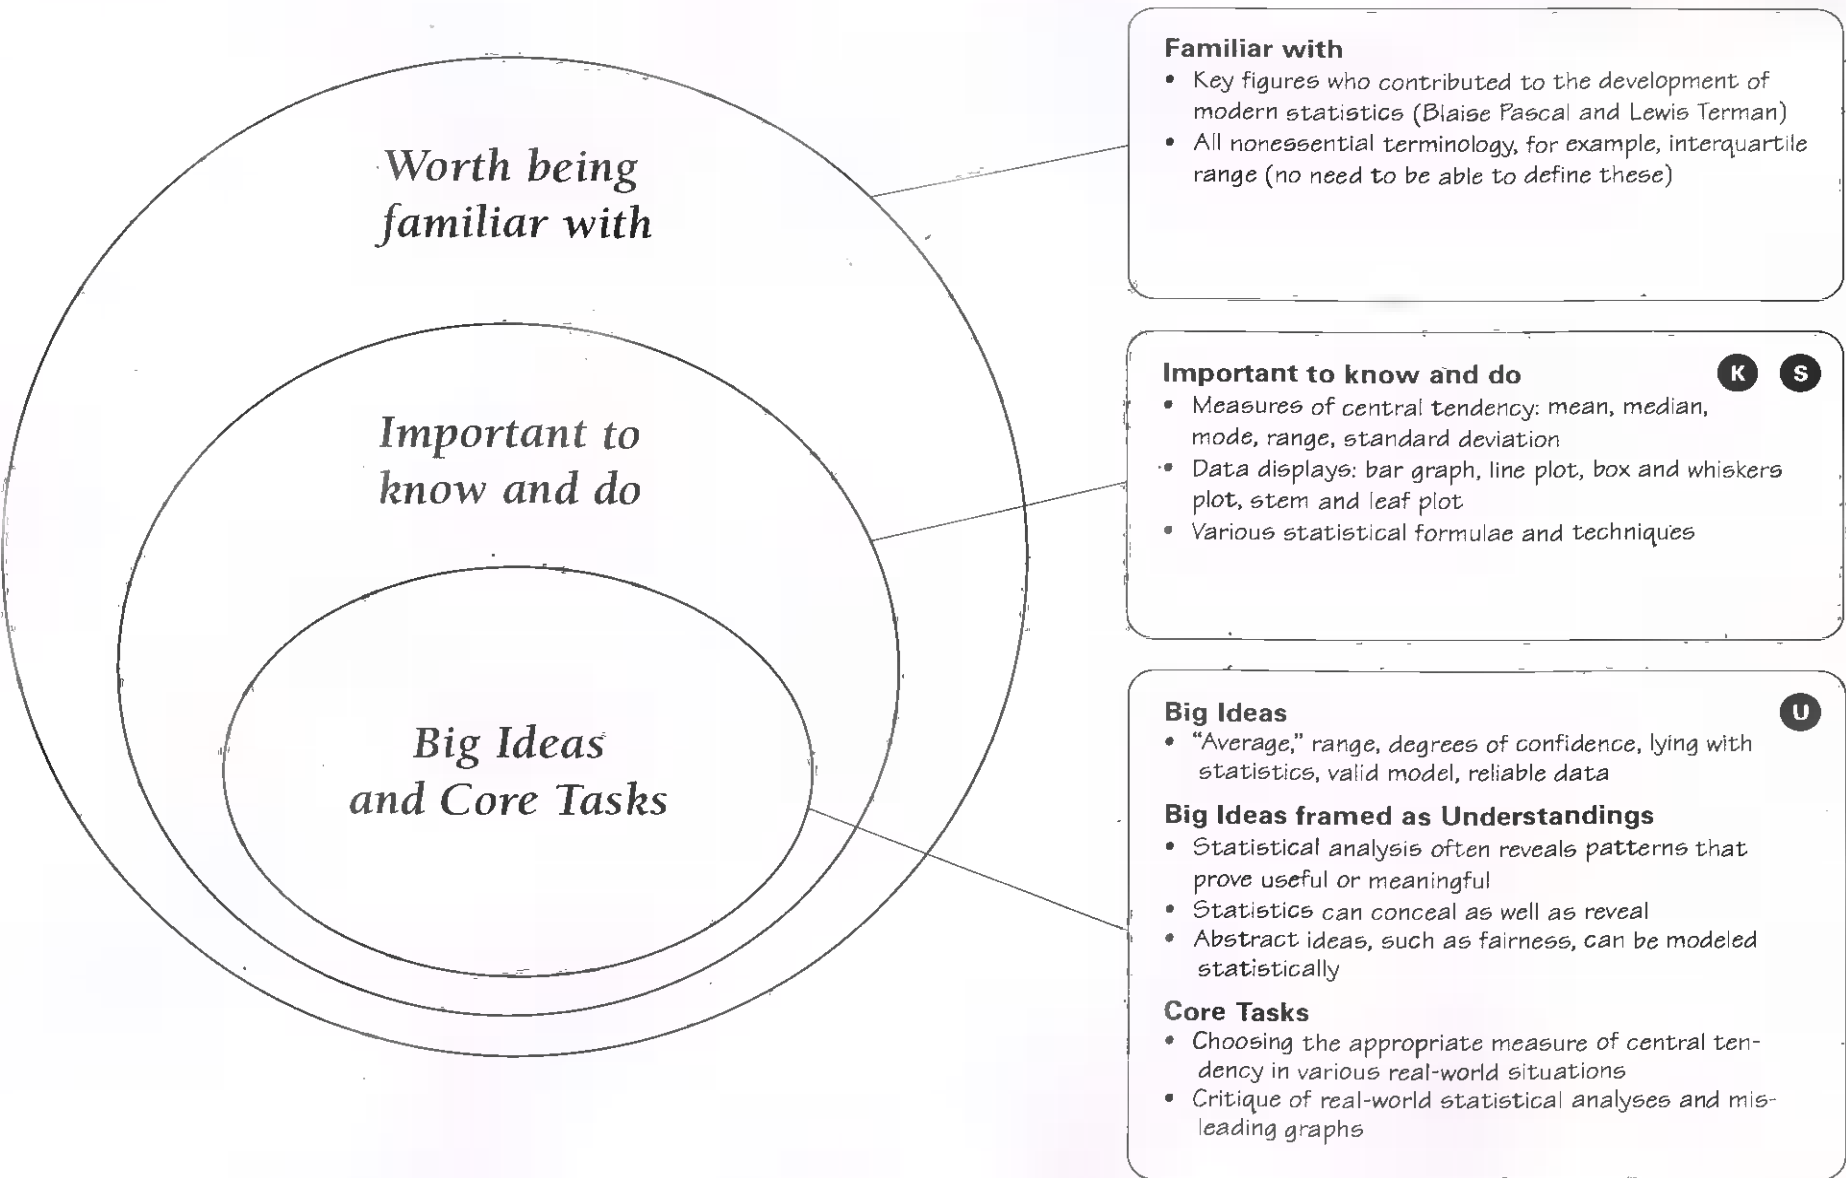 Worth being
familiar with
Important to
know and do
Big Ideas
and Core Tasks
Familiar with
• Key figures who contributed to the development of
modern statistics (Blaise Pascal and Lewis Terman)
• All nonessential terminology, for example, interquartile
range (no need to be able to define these)
Important to know and do K S
• Measures of central tendency: mean, median,
mode, range, standard deviation
• Data displays: bar graph, line plot, box and whiskers
plot, stem and leaf plot
• Various statistical formulae and techniques
Big Ideas U
• “Average,” range, degrees of confidence, lying with
statistics, valid model, reliable data
Big Ideas framed as Understandings
• Statistical analysis often reveals patterns that
prove useful or meaningful
• Statistics can conceal as well as reveal
• Abstract ideas, such as fairness, can be modeled
statistically
Core Tasks
• Choosing the appropriate measure of central ten-
dency in various real-world situations
• Critique of real-world statistical analyses and mis-
leading graphs